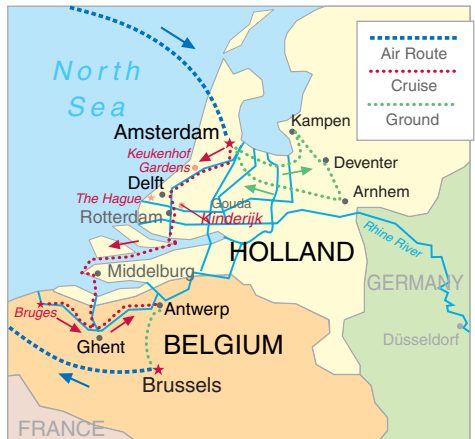 Air Route
Cruise
Ground
North
Sea
Amsterdam
Kampen
Keukenhof
Gardens
Deventer
Delft
The Hague
Gouda
Arnhem
Rotterdam
Kinderijk
Rhine River
HOLLAND
Middelburg
GERMANY
Bruges
Antwerp
Düsseldorf
Ghent
BELGIUM
Brussels
FRANCE